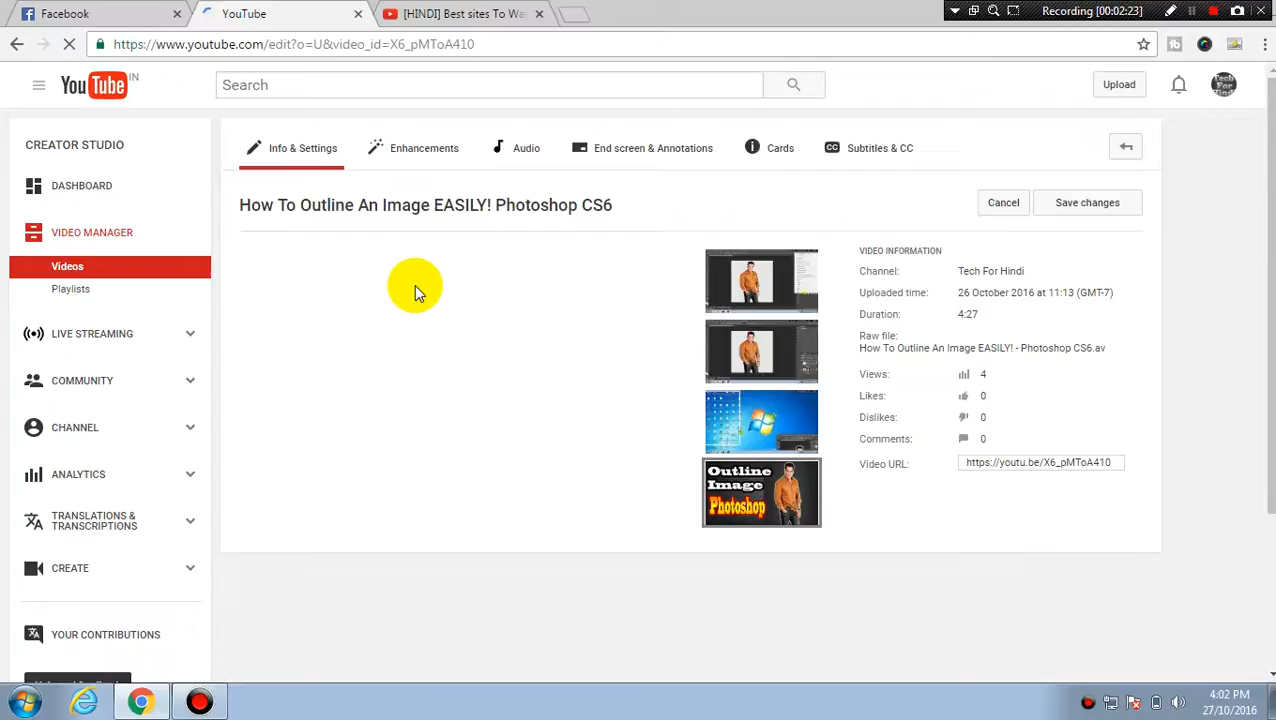 Facebook
YouTube
[HINDI] Best sites To Wa
Recording [00:02:23]
https://www.youtube.com/edit?o=U&video_id=X6_pMToA410
YouTube IN
Search
Upload
Tech For Hindi
CREATOR STUDIO
DASHBOARD
VIDEO MANAGER
Videos
Playlists
LIVE STREAMING
COMMUNITY
CHANNEL
ANALYTICS
TRANSLATIONS &
TRANSCRIPTIONS
CREATE
YOUR CONTRIBUTIONS
Info & Settings
Enhancements
Audio
End screen & Annotations
Cards
CC Subtitles & CC
How To Outline An Image EASILY! Photoshop CS6
Cancel
Save changes
Outline
Image
Photoshop
VIDEO INFORMATION
Channel: Tech For Hindi
Uploaded time: 26 October 2016 at 11:13 (GMT-7)
Duration: 4:27
Raw file:
How To Outline An Image EASILY! - Photoshop CS6.av
Views: 4
Likes: 0
Dislikes: 0
Comments: 0
Video URL: https://youtu.be/X6_pMToA410
4:02 PM
27/10/2016